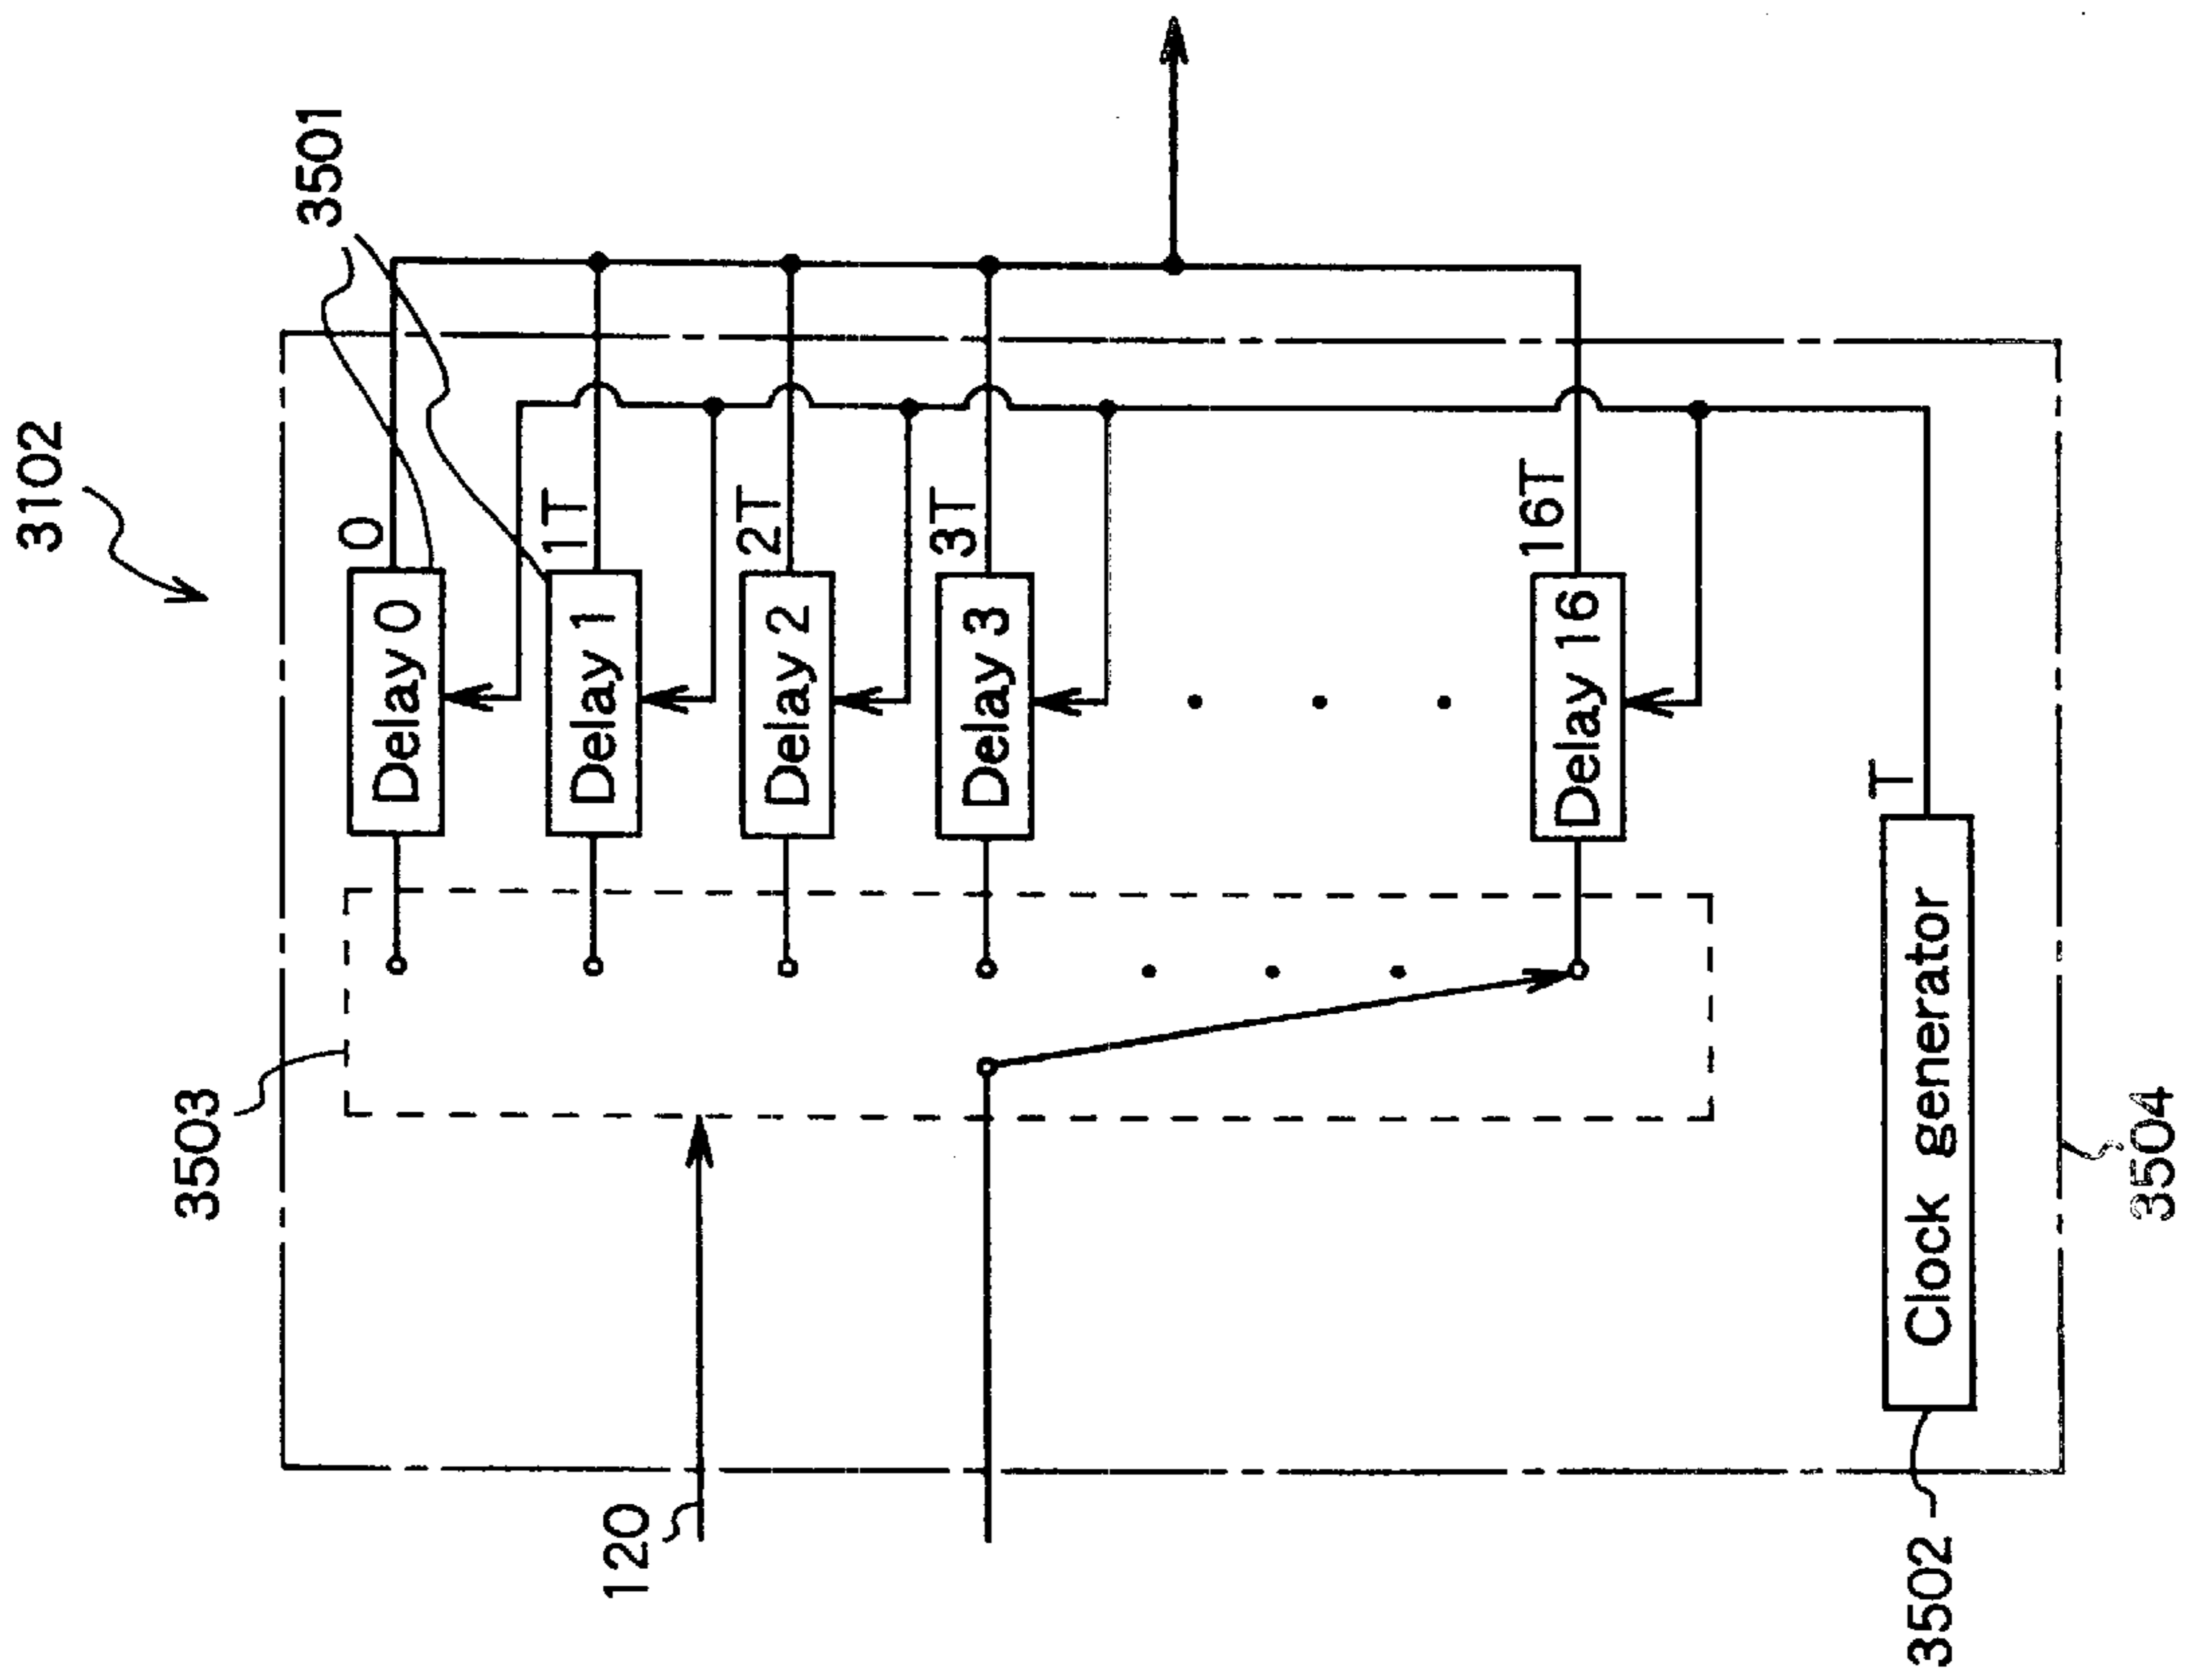 3102
3501
0
Delay 0
1T
Delay 1
2T
Delay 2
3T
Delay 3
16T
Delay 16
T
Clock generator
3503
120
3502
3504